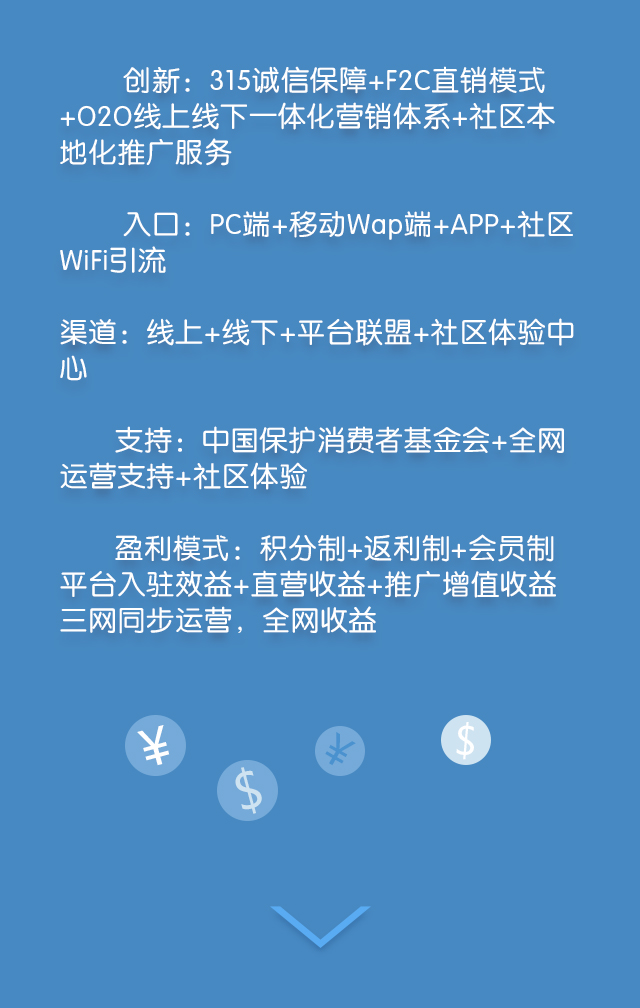 创新：315诚信保障+F2C直销模式
+O2O线上线下一体化营销体系+社区本
地化推广服务
入口：PC端+移动Wap端+APP+社区
WiFi引流
渠道：线上+线下+平台联盟+社区体验中
心
支持：中国保护消费者基金会+全网
运营支持+社区体验
盈利模式：积分制+返利制+会员制
平台入驻效益+直营收益+推广增值收益
三网同步运营，全网收益
¥ $ ¥ $